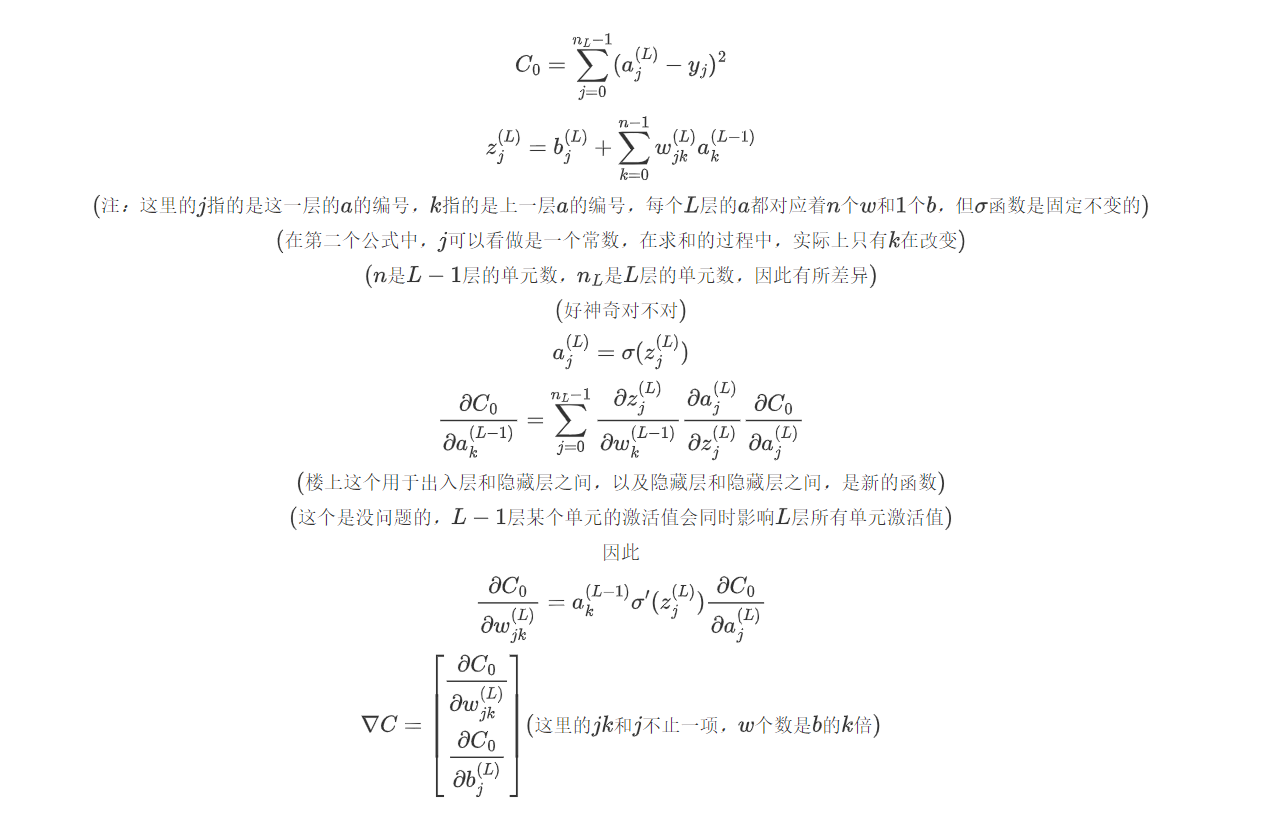 $$C_0 = \sum_{j=0}^{n_L-1} (a_j^{(L)} - y_j)^2$$
$$z_j^{(L)} = b_j^{(L)} + \sum_{k=0}^{n-1} w_{jk}^{(L)} a_k^{(L-1)}$$
(注：这里的$j$指的是这一层的$a$的编号，$k$指的是上一层$a$的编号，每个$L$层的$a$都对应着$n$个$w$和$1$个$b$，但$\sigma$函数是固定不变的)
(在第二个公式中，$j$可以看做是一个常数，在求和的过程中，实际上只有$k$在改变)
($n$是$L-1$层的单元数，$n_L$是$L$层的单元数，因此有所差异)
(好神奇对不对)
$$a_j^{(L)} = \sigma(z_j^{(L)})$$
$$\frac{\partial C_0}{\partial a_k^{(L-1)}} = \sum_{j=0}^{n_L-1} \frac{\partial z_j^{(L)}}{\partial w_k^{(L-1)}} \frac{\partial a_j^{(L)}}{\partial z_j^{(L)}} \frac{\partial C_0}{\partial a_j^{(L)}}$$
(楼上这个用于出入层和隐藏层之间，以及隐藏层和隐藏层之间，是新的函数)
(这个是没问题的，$L-1$层某个单元的激活值会同时影响$L$层所有单元激活值)
因此
$$\frac{\partial C_0}{\partial w_{jk}^{(L)}} = a_k^{(L-1)} \sigma'(z_j^{(L)}) \frac{\partial C_0}{\partial a_j^{(L)}}$$
$$\nabla C = \begin{bmatrix} \frac{\partial C_0}{\partial w_{jk}^{(L)}} \\ \frac{\partial C_0}{\partial b_j^{(L)}} \end{bmatrix}$$ (这里的$jk$和$j$不止一项，$w$个数是$b$的$k$倍)